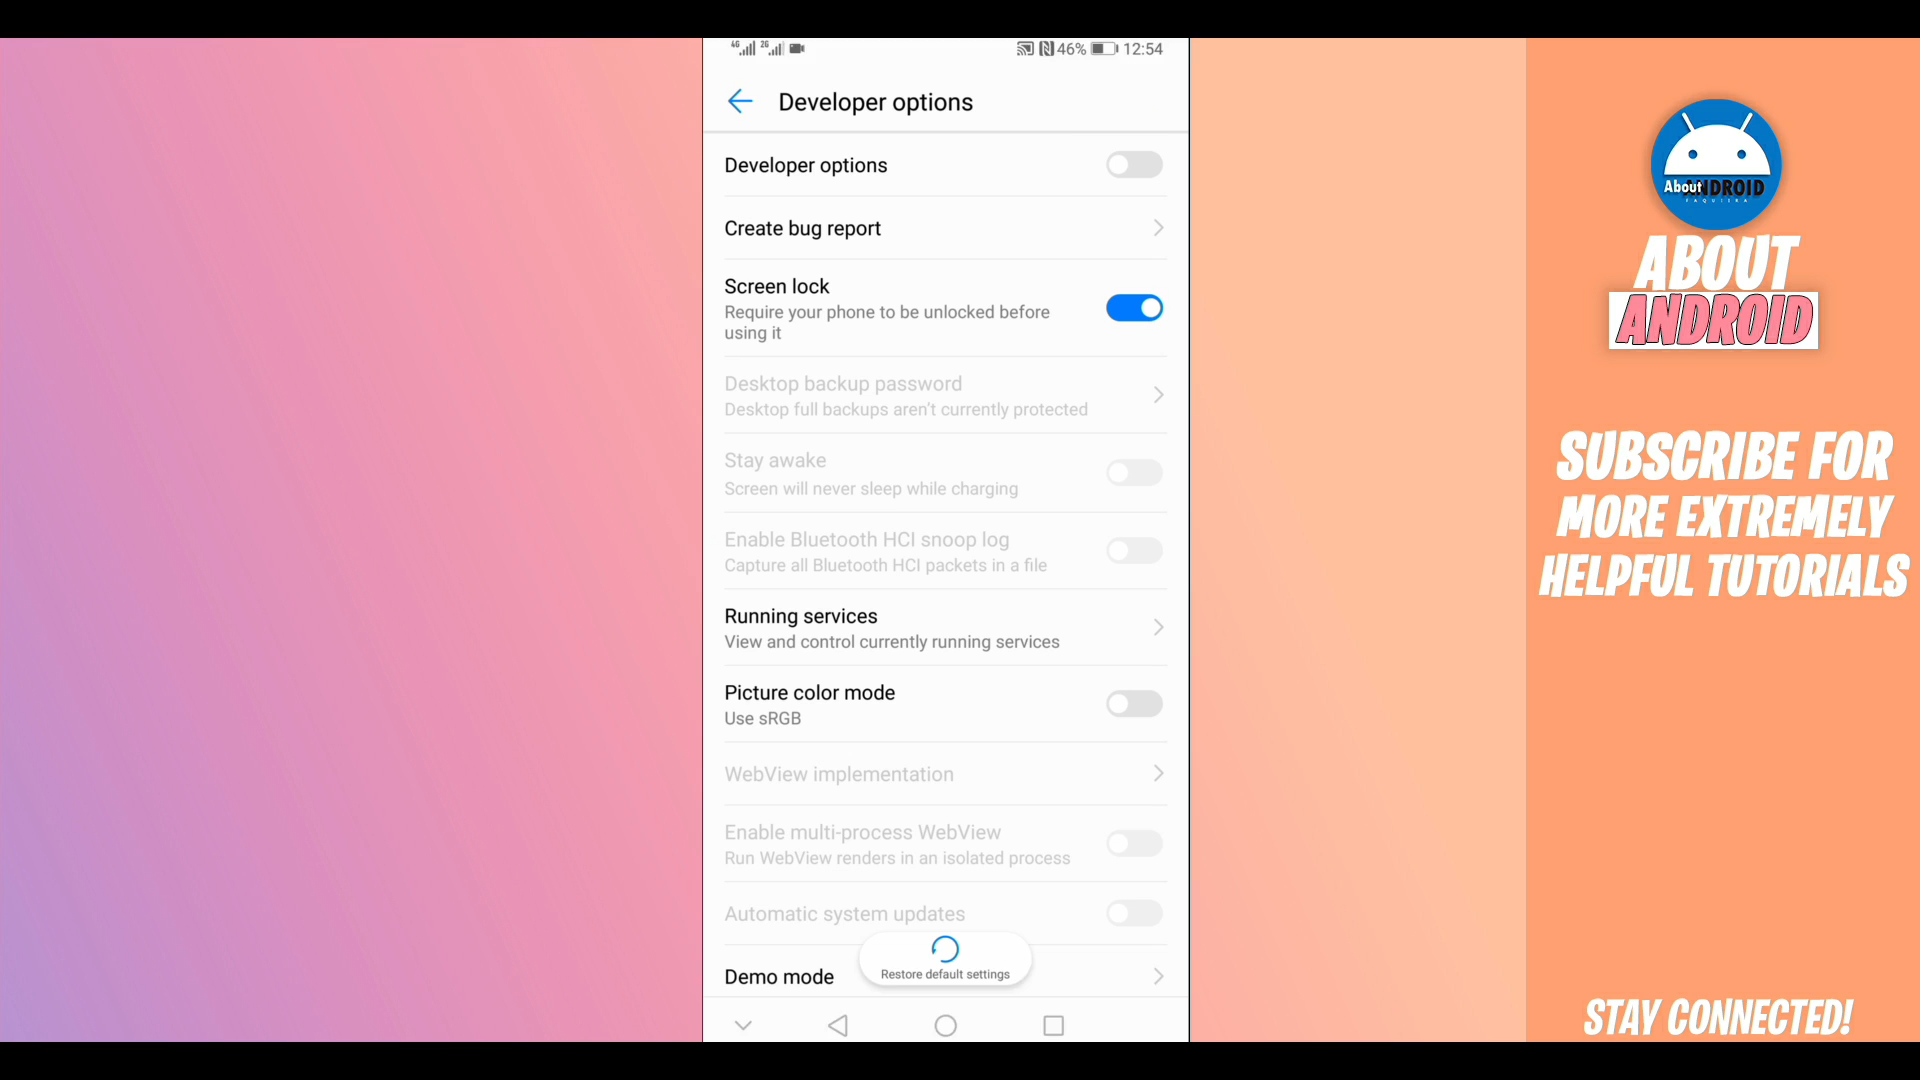 4G 2G 46% 12:54
Developer options
Developer options
Create bug report
Screen lock
Require your phone to be unlocked before
using it
Desktop backup password
Desktop full backups aren't currently protected
Stay awake
Screen will never sleep while charging
Enable Bluetooth HCI snoop log
Capture all Bluetooth HCI packets in a file
Running services
View and control currently running services
Picture color mode
Use sRGB
WebView implementation
Enable multi-process WebView
Run WebView renders in an isolated process
Automatic system updates
Demo mode
Restore default settings
About ANDROID
ABOUT
ANDROID
SUBSCRIBE FOR
MORE EXTREMELY
HELPFUL TUTORIALS
STAY CONNECTED!